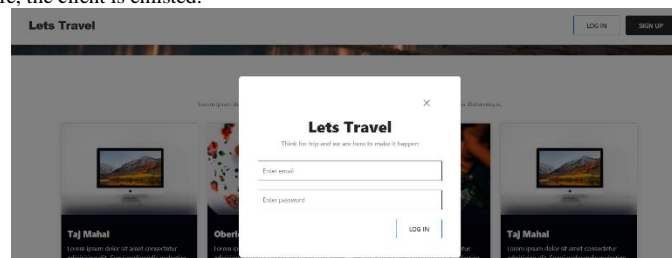 re, the client is enlisted.
Lets Travel
LOG IN
SIGN UP
Lorem ipsum
Lets Travel
Think for trip and we are here to make it happen
Enter email
Enter password
LOG IN
Taj Mahal
Lorem ipsum dolor sit amet consectetur
Taj Mahal
Lorem ipsum dolor sit amet consectetur